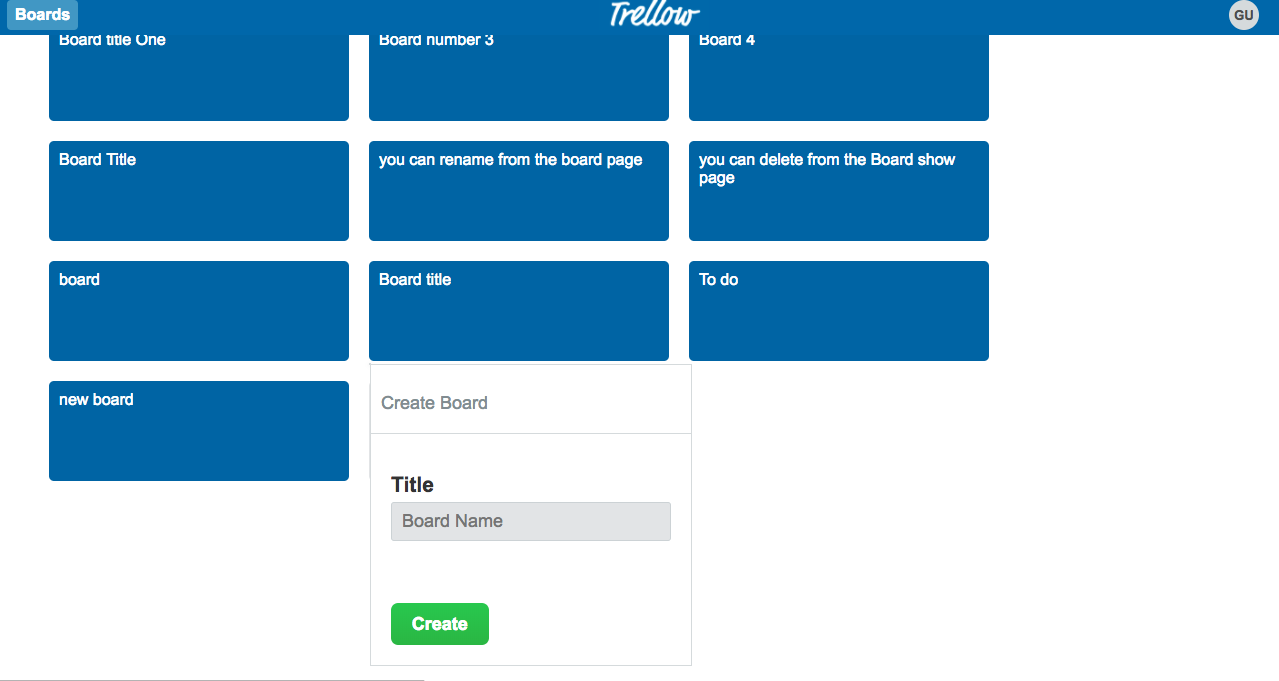 Boards
Trellow
GU
Board title One
Board number 3
Board 4
Board Title
you can rename from the board page
you can delete from the Board show
page
board
Board title
To do
new board
Create Board
Title
Board Name
Create